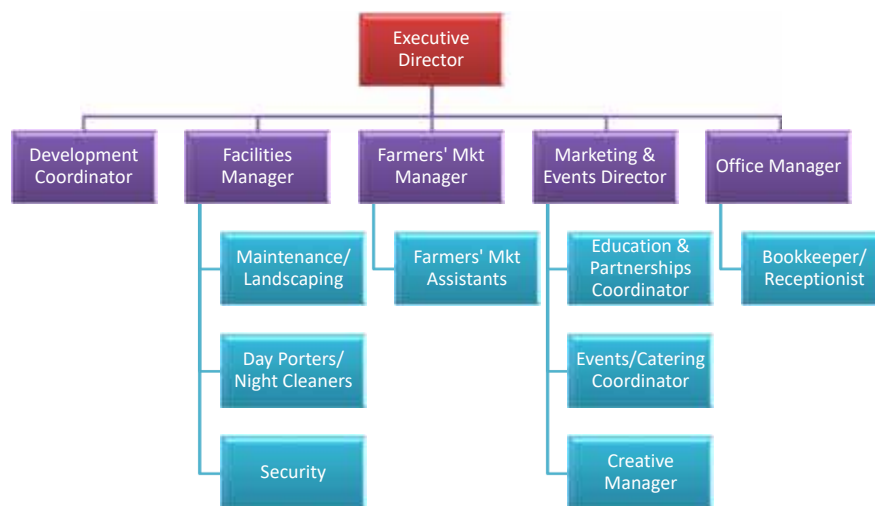 Executive
Director
Development
Coordinator
Facilities
Manager
Farmers' Mkt
Manager
Marketing &
Events Director
Office Manager
Maintenance/
Landscaping
Farmers' Mkt
Assistants
Education &
Partnerships
Coordinator
Bookkeeper/
Receptionist
Day Porters/
Night Cleaners
Events/Catering
Coordinator
Security
Creative
Manager